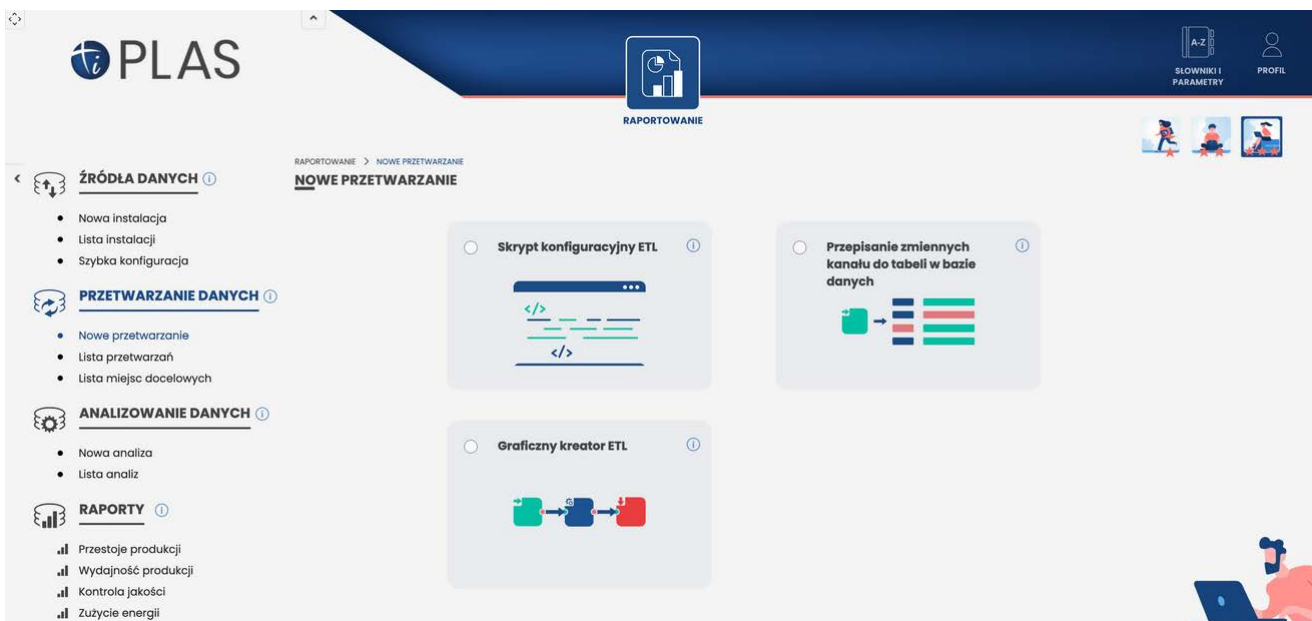 ti PLAS
RAPORTOWANIE
A-Z
SŁOWNIKI I
PARAMETRY
PROFIL
RAPORTOWANIE > NOWE PRZETWARZANIE
NOWE PRZETWARZANIE
ŹRÓDŁA DANYCH
Nowa instalacja
Lista instalacji
Szybka konfiguracja
PRZETWARZANIE DANYCH
Nowe przetwarzanie
Lista przetwarzań
Lista miejsc docelowych
ANALIZOWANIE DANYCH
Nowa analiza
Lista analiz
RAPORTY
Przestoje produkcji
Wydajność produkcji
Kontrola jakości
Zużycie energii
Skrypt konfiguracyjny ETL
</>
</>
Przepisanie zmiennych
kanału do tabeli w bazie
danych
Graficzny kreator ETL